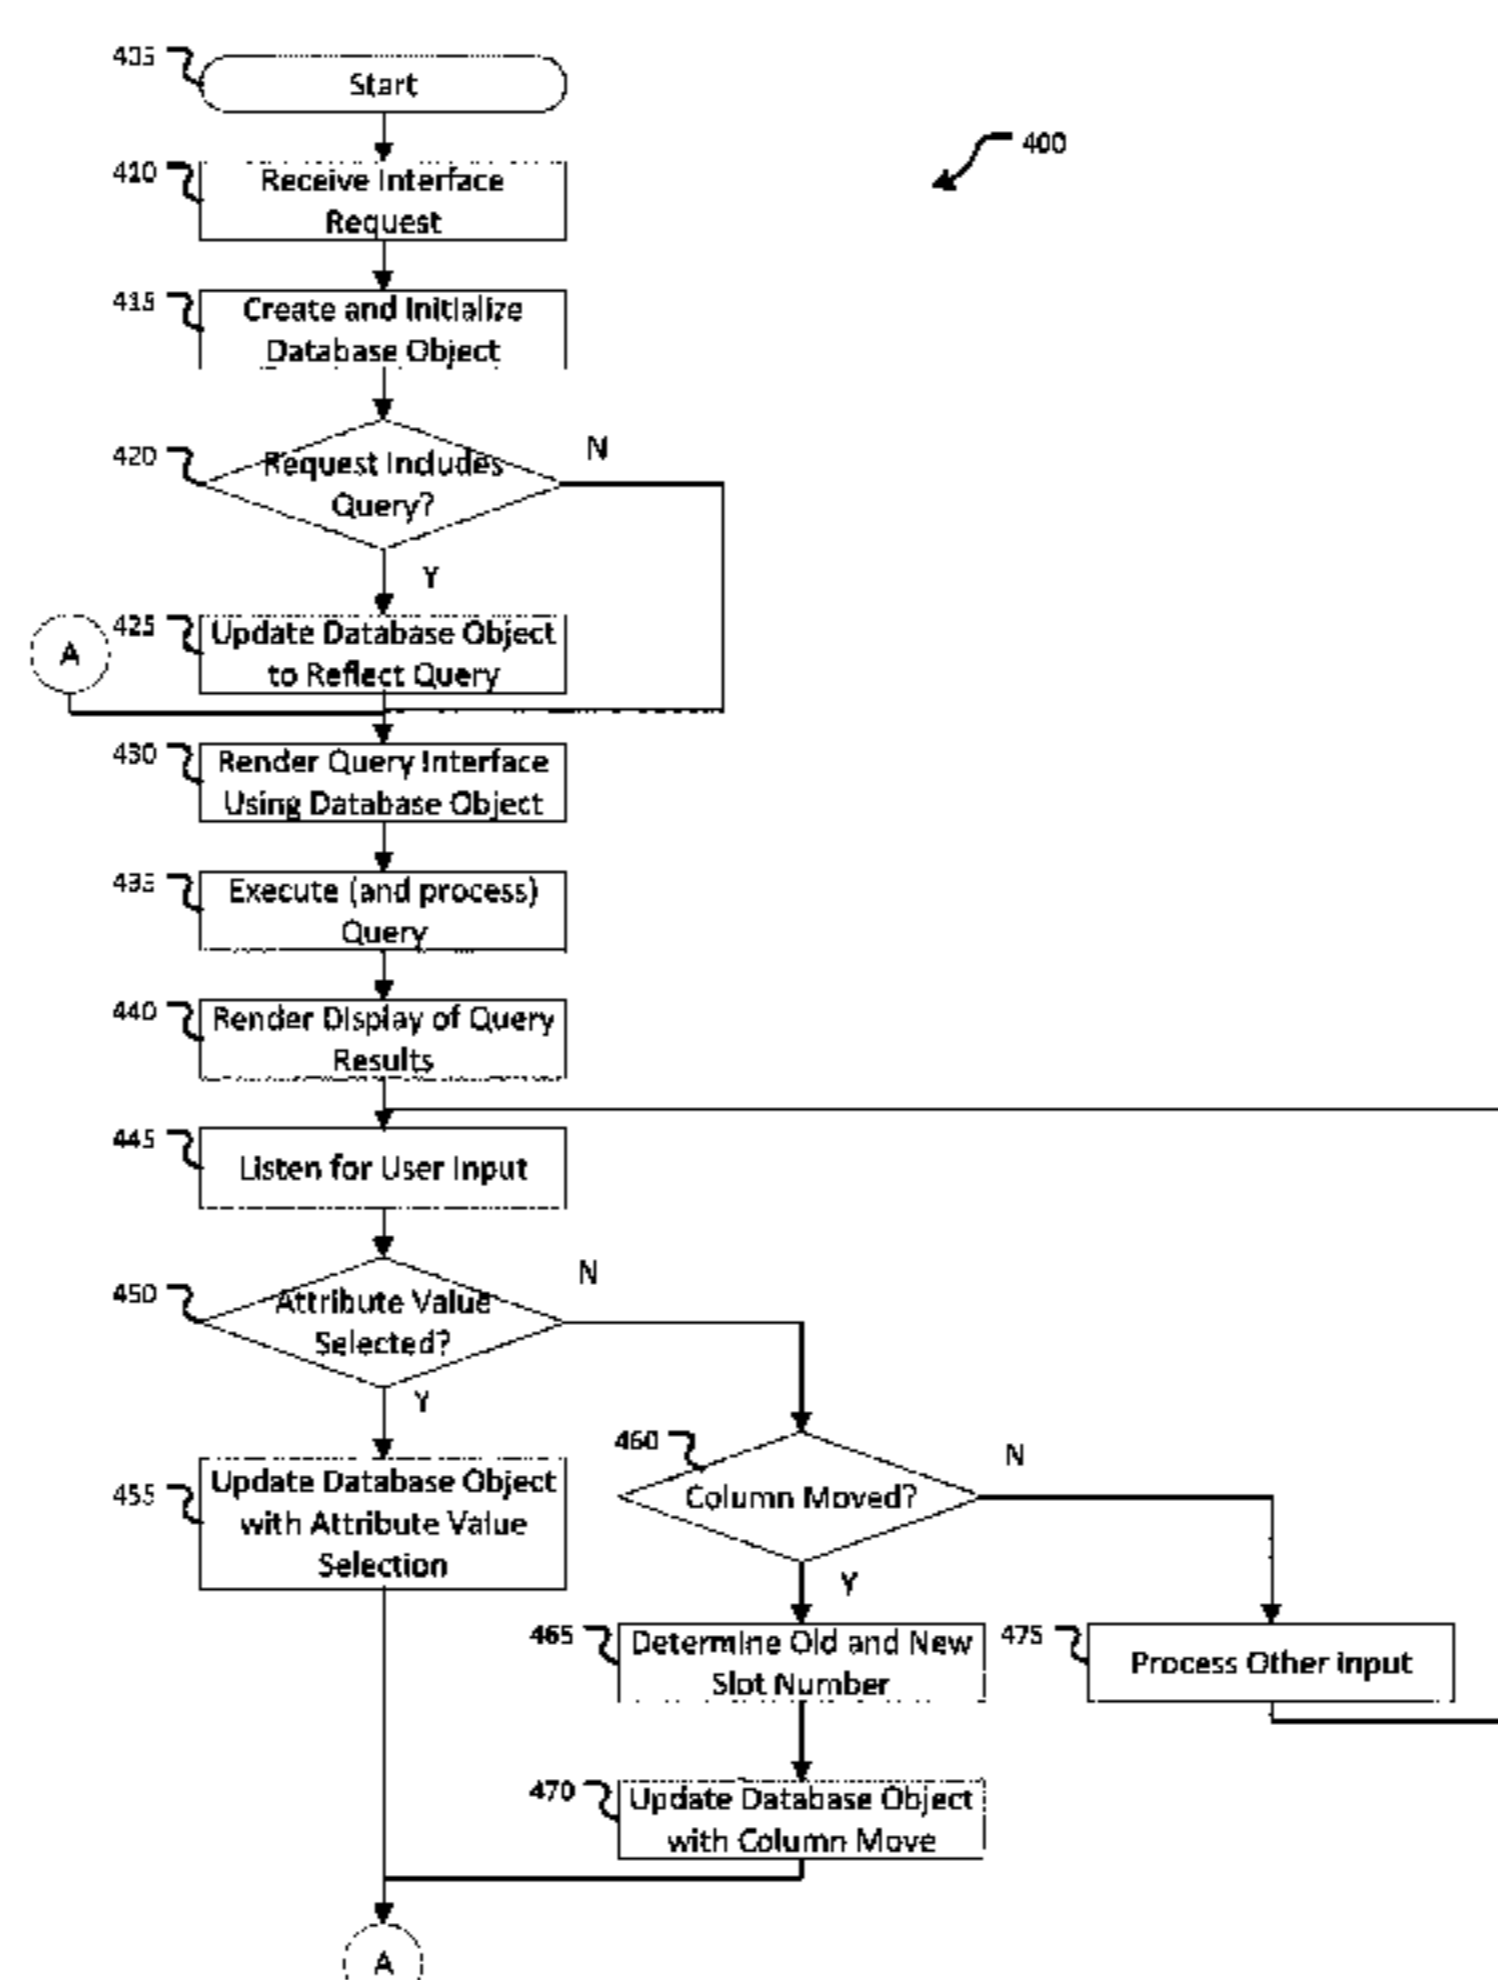 405
Start
400
410
Receive Interface
Request
415
Create and Initialize
Database Object
420
Request Includes
Query?
N
Y
A
425
Update Database Object
to Reflect Query
430
Render Query Interface
Using Database Object
435
Execute (and process)
Query
440
Render Display of Query
Results
445
Listen for User Input
450
Attribute Value
Selected?
N
Y
455
Update Database Object
with Attribute Value
Selection
460
Column Moved?
N
Y
465
Determine Old and New
Slot Number
475
Process Other input
470
Update Database Object
with Column Move
A